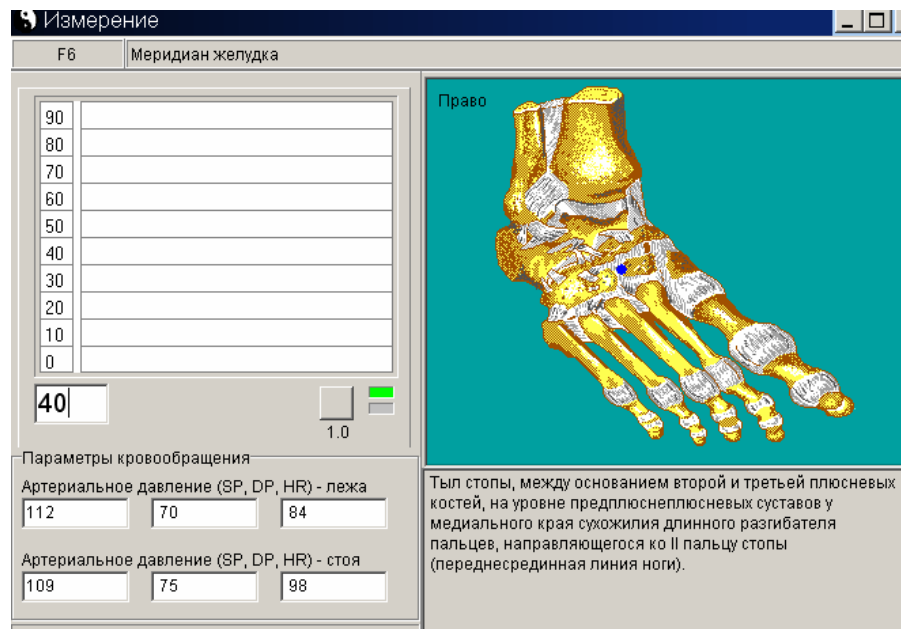 Измерение
F6 Меридиан желудка
90
80
70
60
50
40
30
20
10
0
40
1.0
Параметры кровообращения
Артериальное давление (SP, DP, HR) - лежа
112 70 84
Артериальное давление (SP, DP, HR) - стоя
109 75 98
Право
Тыл стопы, между основанием второй и третьей плюсневых
костей, на уровне предплюснеплюсневых суставов у
медиального края сухожилия длинного разгибателя
пальцев, направляющегося ко II пальцу стопы
(переднесрединная линия ноги).